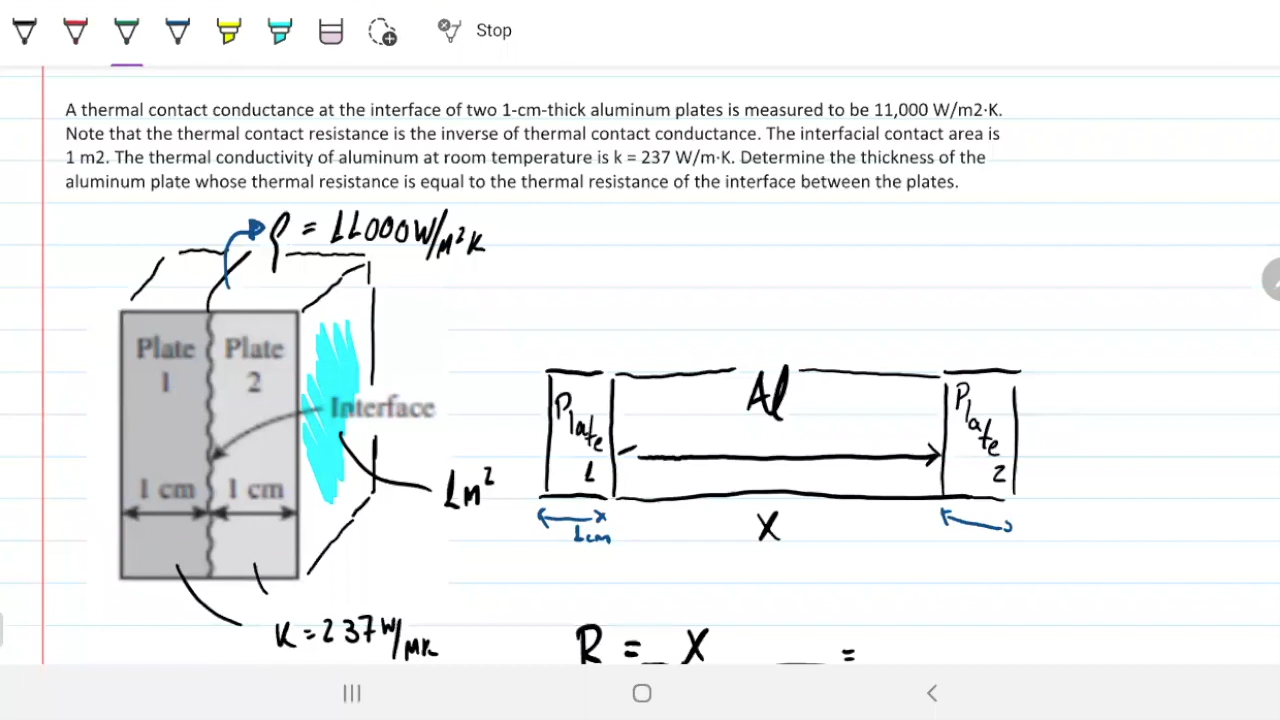 Stop
A thermal contact conductance at the interface of two 1-cm-thick aluminum plates is measured to be 11,000 W/m2·K.
Note that the thermal contact resistance is the inverse of thermal contact conductance. The interfacial contact area is
1 m2. The thermal conductivity of aluminum at room temperature is k = 237 W/m·K. Determine the thickness of the
aluminum plate whose thermal resistance is equal to the thermal resistance of the interface between the plates.
ρ = 11000 W/m²K
Plate 1
Plate 2
Interface
1 cm
1 cm
1m²
K = 237 W/mK
Plate 1
Al
Plate 2
1cm
X
R = X
=